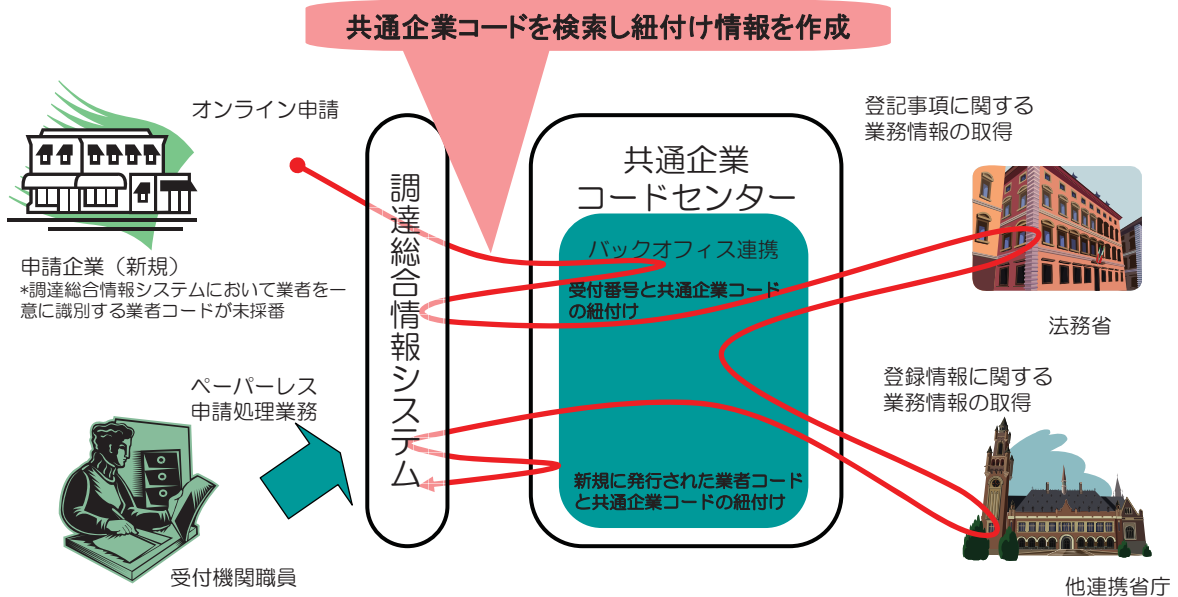 共通企業コードを検索し紐付け情報を作成
オンライン申請
申請企業（新規）
*調達総合情報システムにおいて業者を一
意に識別する業者コードが未採番
ペーパーレス
申請処理業務
受付機関職員
調達総合情報システム
共通企業
コードセンター
バックオフィス連携
受付番号と共通企業コード
の紐付け
新規に発行された業者コード
と共通企業コードの紐付け
登記事項に関する
業務情報の取得
法務省
登録情報に関する
業務情報の取得
他連携省庁